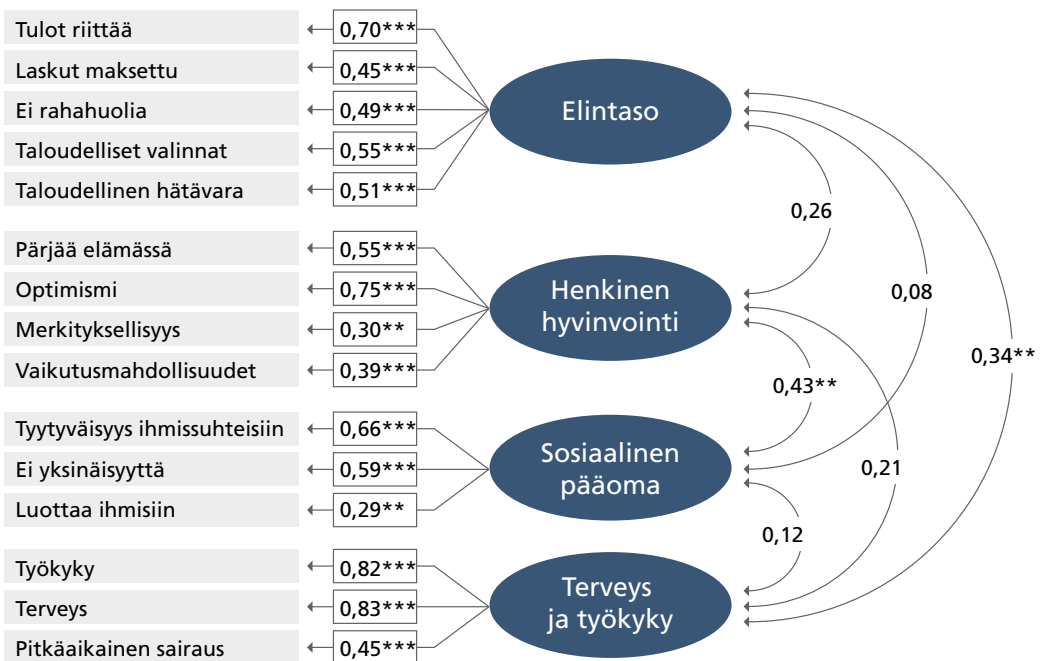 Tulot riittää 0,70***
Laskut maksettu 0,45***
Ei rahahuolia 0,49***
Taloudelliset valinnat 0,55***
Taloudellinen hätävara 0,51***
Elintaso
Pärjää elämässä 0,55***
Optimismi 0,75***
Merkityksellisyys 0,30**
Vaikutusmahdollisuudet 0,39***
Henkinen
hyvinvointi
Tyytyväisyys ihmissuhteisiin 0,66***
Ei yksinäisyyttä 0,59***
Luottaa ihmisiin 0,29**
Sosiaalinen
pääoma
Työkyky 0,82***
Terveys 0,83***
Pitkäaikainen sairaus 0,45***
Terveys
ja työkyky
0,26
0,08
0,34**
0,43**
0,21
0,12